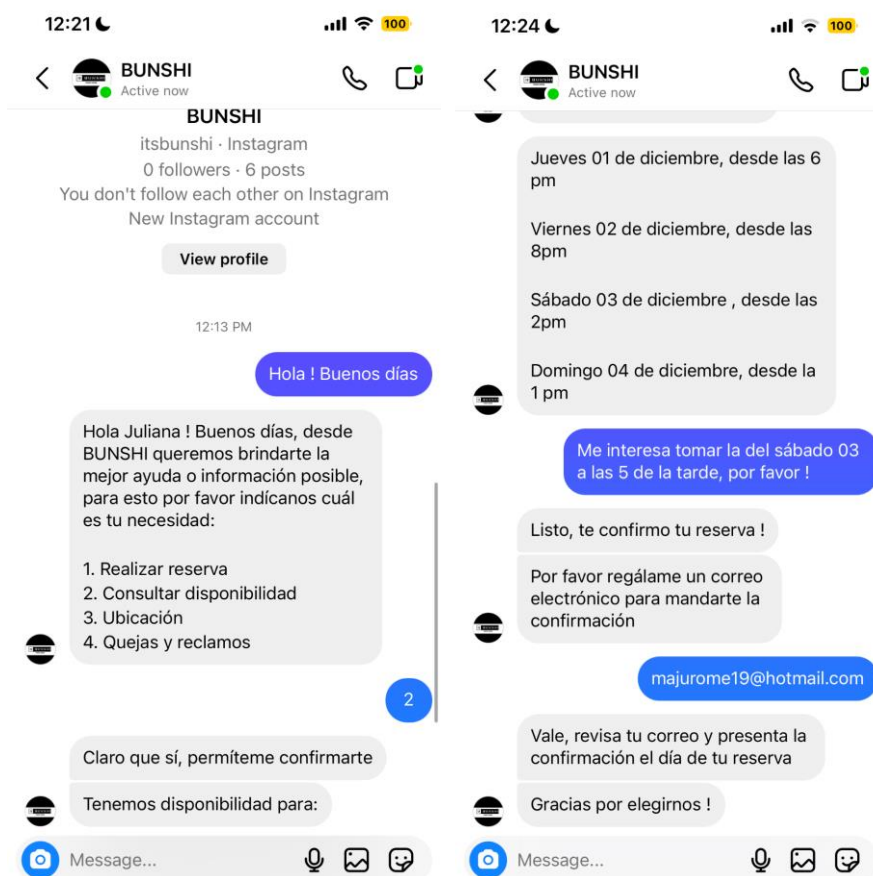 12:21
100
BUNSHI
Active now
BUNSHI
itsbunshi · Instagram
0 followers · 6 posts
You don't follow each other on Instagram
New Instagram account
View profile
12:13 PM
Hola ! Buenos días
Hola Juliana ! Buenos días, desde
BUNSHI queremos brindarte la
mejor ayuda o información posible,
para esto por favor indícanos cuál
es tu necesidad:
1. Realizar reserva
2. Consultar disponibilidad
3. Ubicación
4. Quejas y reclamos
2
Claro que sí, permíteme confirmarte
Tenemos disponibilidad para:
Message...
12:24
100
BUNSHI
Active now
Jueves 01 de diciembre, desde las 6
pm
Viernes 02 de diciembre, desde las
8pm
Sábado 03 de diciembre , desde las
2pm
Domingo 04 de diciembre, desde la
1 pm
Me interesa tomar la del sábado 03
a las 5 de la tarde, por favor !
Listo, te confirmo tu reserva !
Por favor regálame un correo
electrónico para mandarte la
confirmación
majurome19@hotmail.com
Vale, revisa tu correo y presenta la
confirmación el día de tu reserva
Gracias por elegirnos !
Message...